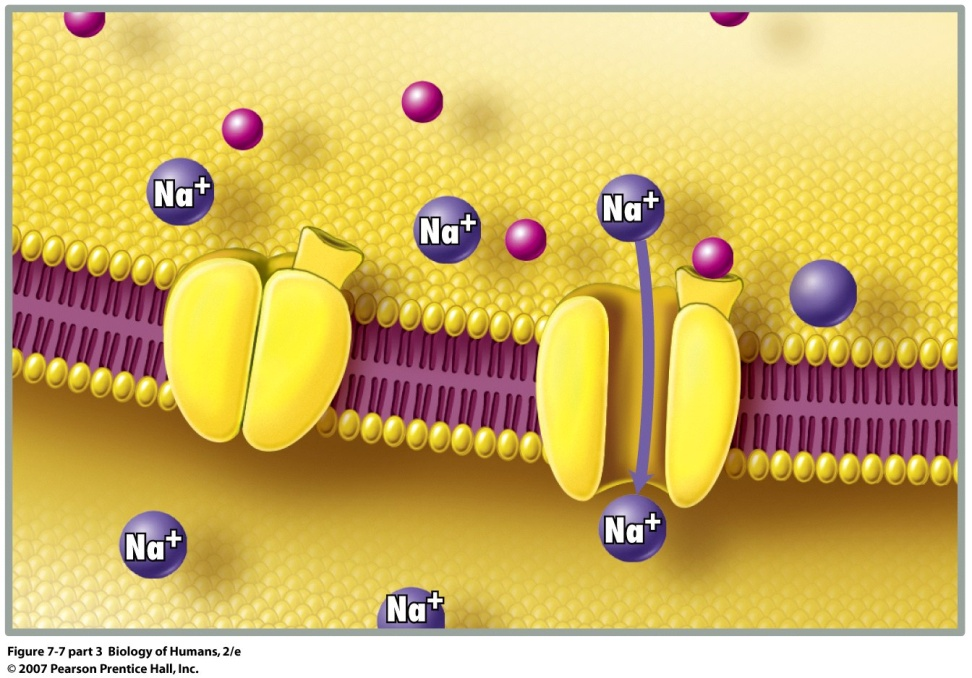 Na+
Na+
Na+
Na+
Na+
Na+
Figure 7-7 part 3 Biology of Humans, 2/e
© 2007 Pearson Prentice Hall, Inc.